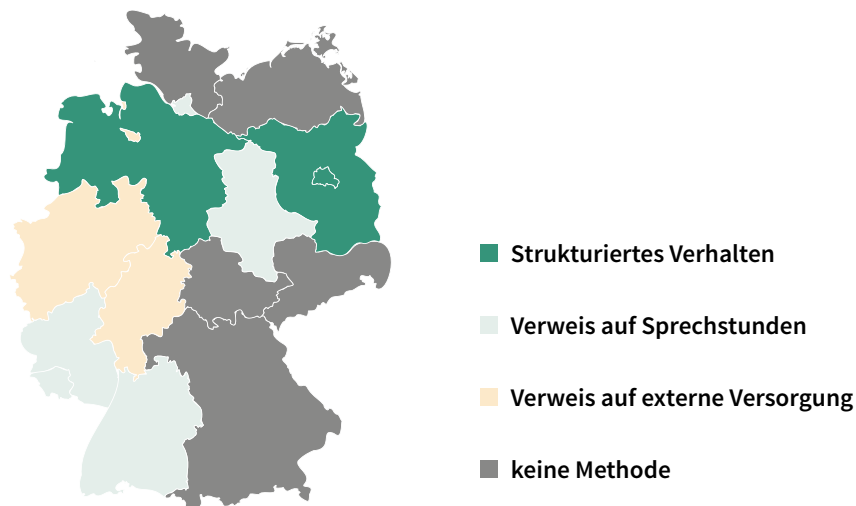 Strukturiertes Verhalten
Verweis auf Sprechstunden
Verweis auf externe Versorgung
keine Methode